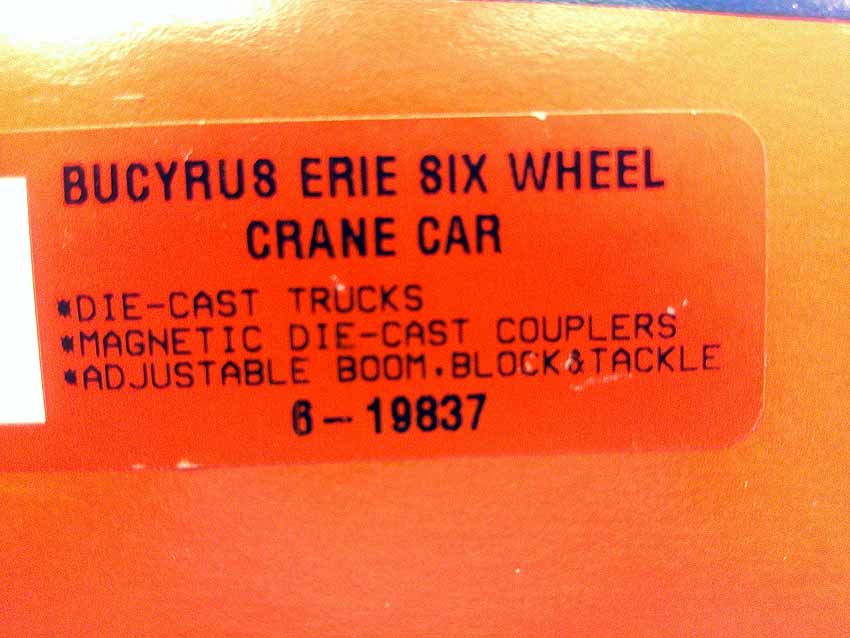 BUCYRUS ERIE SIX WHEEL
CRANE CAR
*DIE-CAST TRUCKS
*MAGNETIC DIE-CAST COUPLERS
*ADJUSTABLE BOOM.BLOCK&TACKLE
6-19837